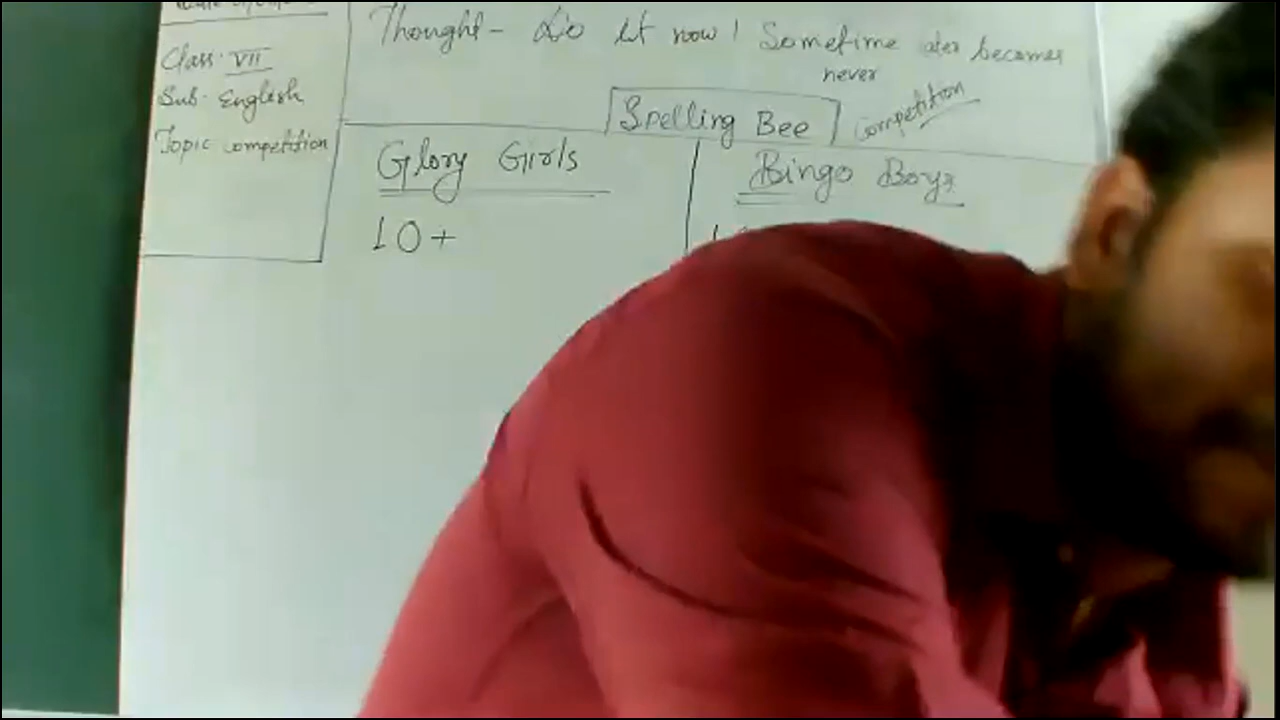 Class- VII
Sub- English
Topic competition
Thought- Do it now! Sometime ater becomes
never
Spelling Bee
Competition
Glory Girls
Bingo Boys
10+